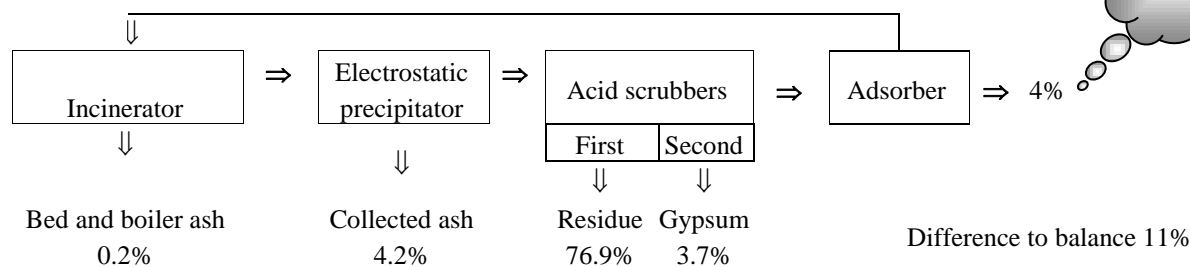 Incinerator
⇒
Electrostatic
precipitator
⇒
Acid scrubbers
First Second
⇒
Adsorber
⇒ 4%
⇓
⇓ ⇓ ⇓ ⇓
Bed and boiler ash
0.2%
Collected ash
4.2%
Residue
76.9%
Gypsum
3.7%
Difference to balance 11%